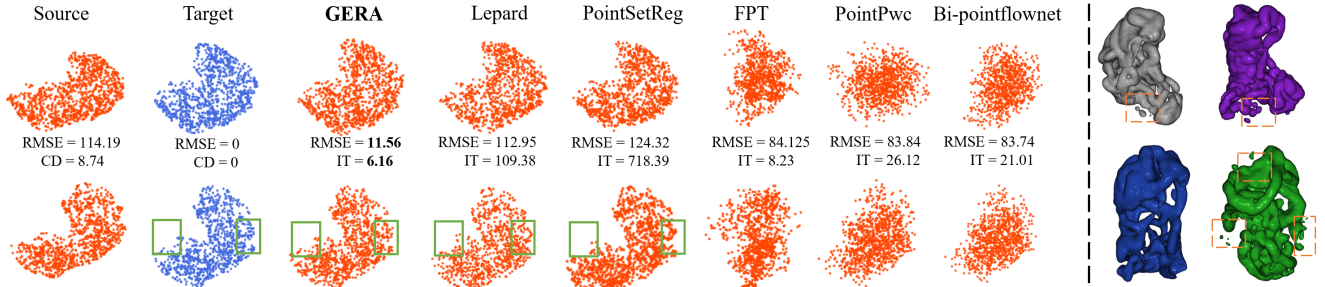 Source Target GERA Lepard PointSetReg FPT PointPwc Bi-pointflownet
RMSE = 114.19 RMSE = 0 RMSE = 11.56 RMSE = 112.95 RMSE = 124.32 RMSE = 84.125 RMSE = 83.84 RMSE = 83.74
CD = 8.74 CD = 0 IT = 6.16 IT = 109.38 IT = 718.39 IT = 8.23 IT = 26.12 IT = 21.01